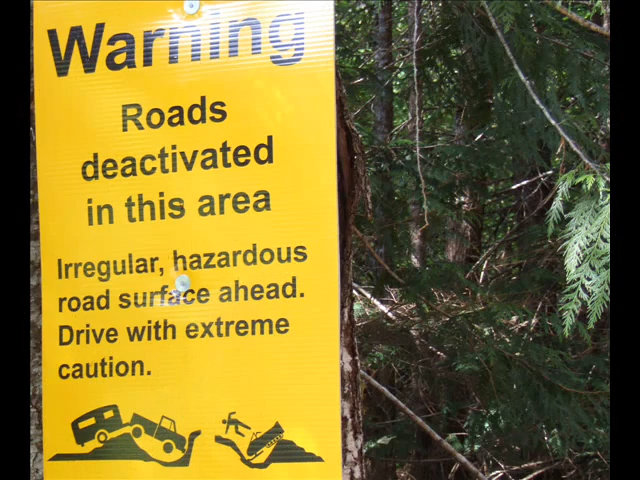 Warning
Roads
deactivated
in this area
Irregular, hazardous
road surface ahead.
Drive with extreme
caution.